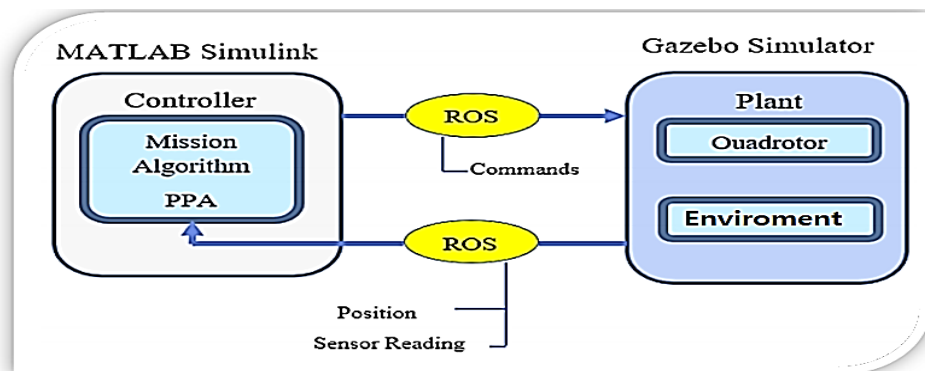 MATLAB Simulink
Controller
Mission
Algorithm
PPA
ROS
Commands
ROS
Position
Sensor Reading
Gazebo Simulator
Plant
Ouadrotor
Enviroment